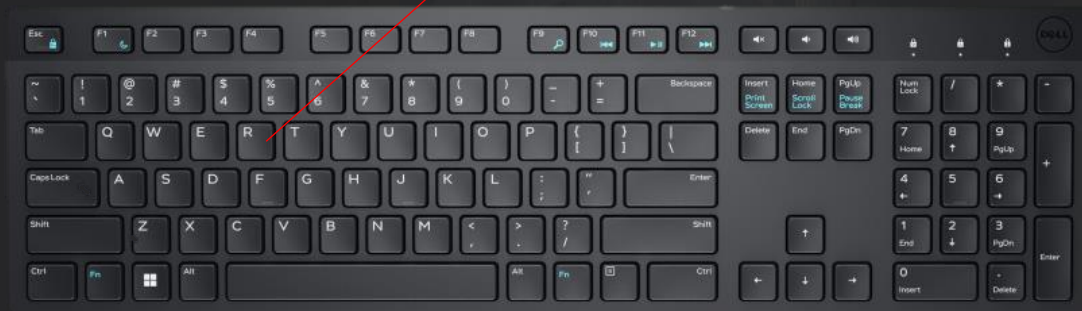 Esc F1 F2 F3 F4 F5 F6 F7 F8 F9 F10 F11 F12 DELL
~ ! @ # $ % ^ & * ( ) _ + Backspace Insert Home PgUp Num Lock / * -
` 1 2 3 4 5 6 7 8 9 0 - = Print Screen Scroll Lock Pause Break
Tab Q W E R T Y U I O P { } | Delete End PgDn 7 8 9 +
[ ] \ Home ↑ PgUp
Caps Lock A S D F G H J K L : " Enter 4 5 6
; ' ← →
Shift Z X C V B N M < > ? Shift ↑ 1 2 3 Enter
, . / End ↓ PgDn
Ctrl Fn Alt Alt Fn Ctrl ← ↓ → 0 .
Insert Delete